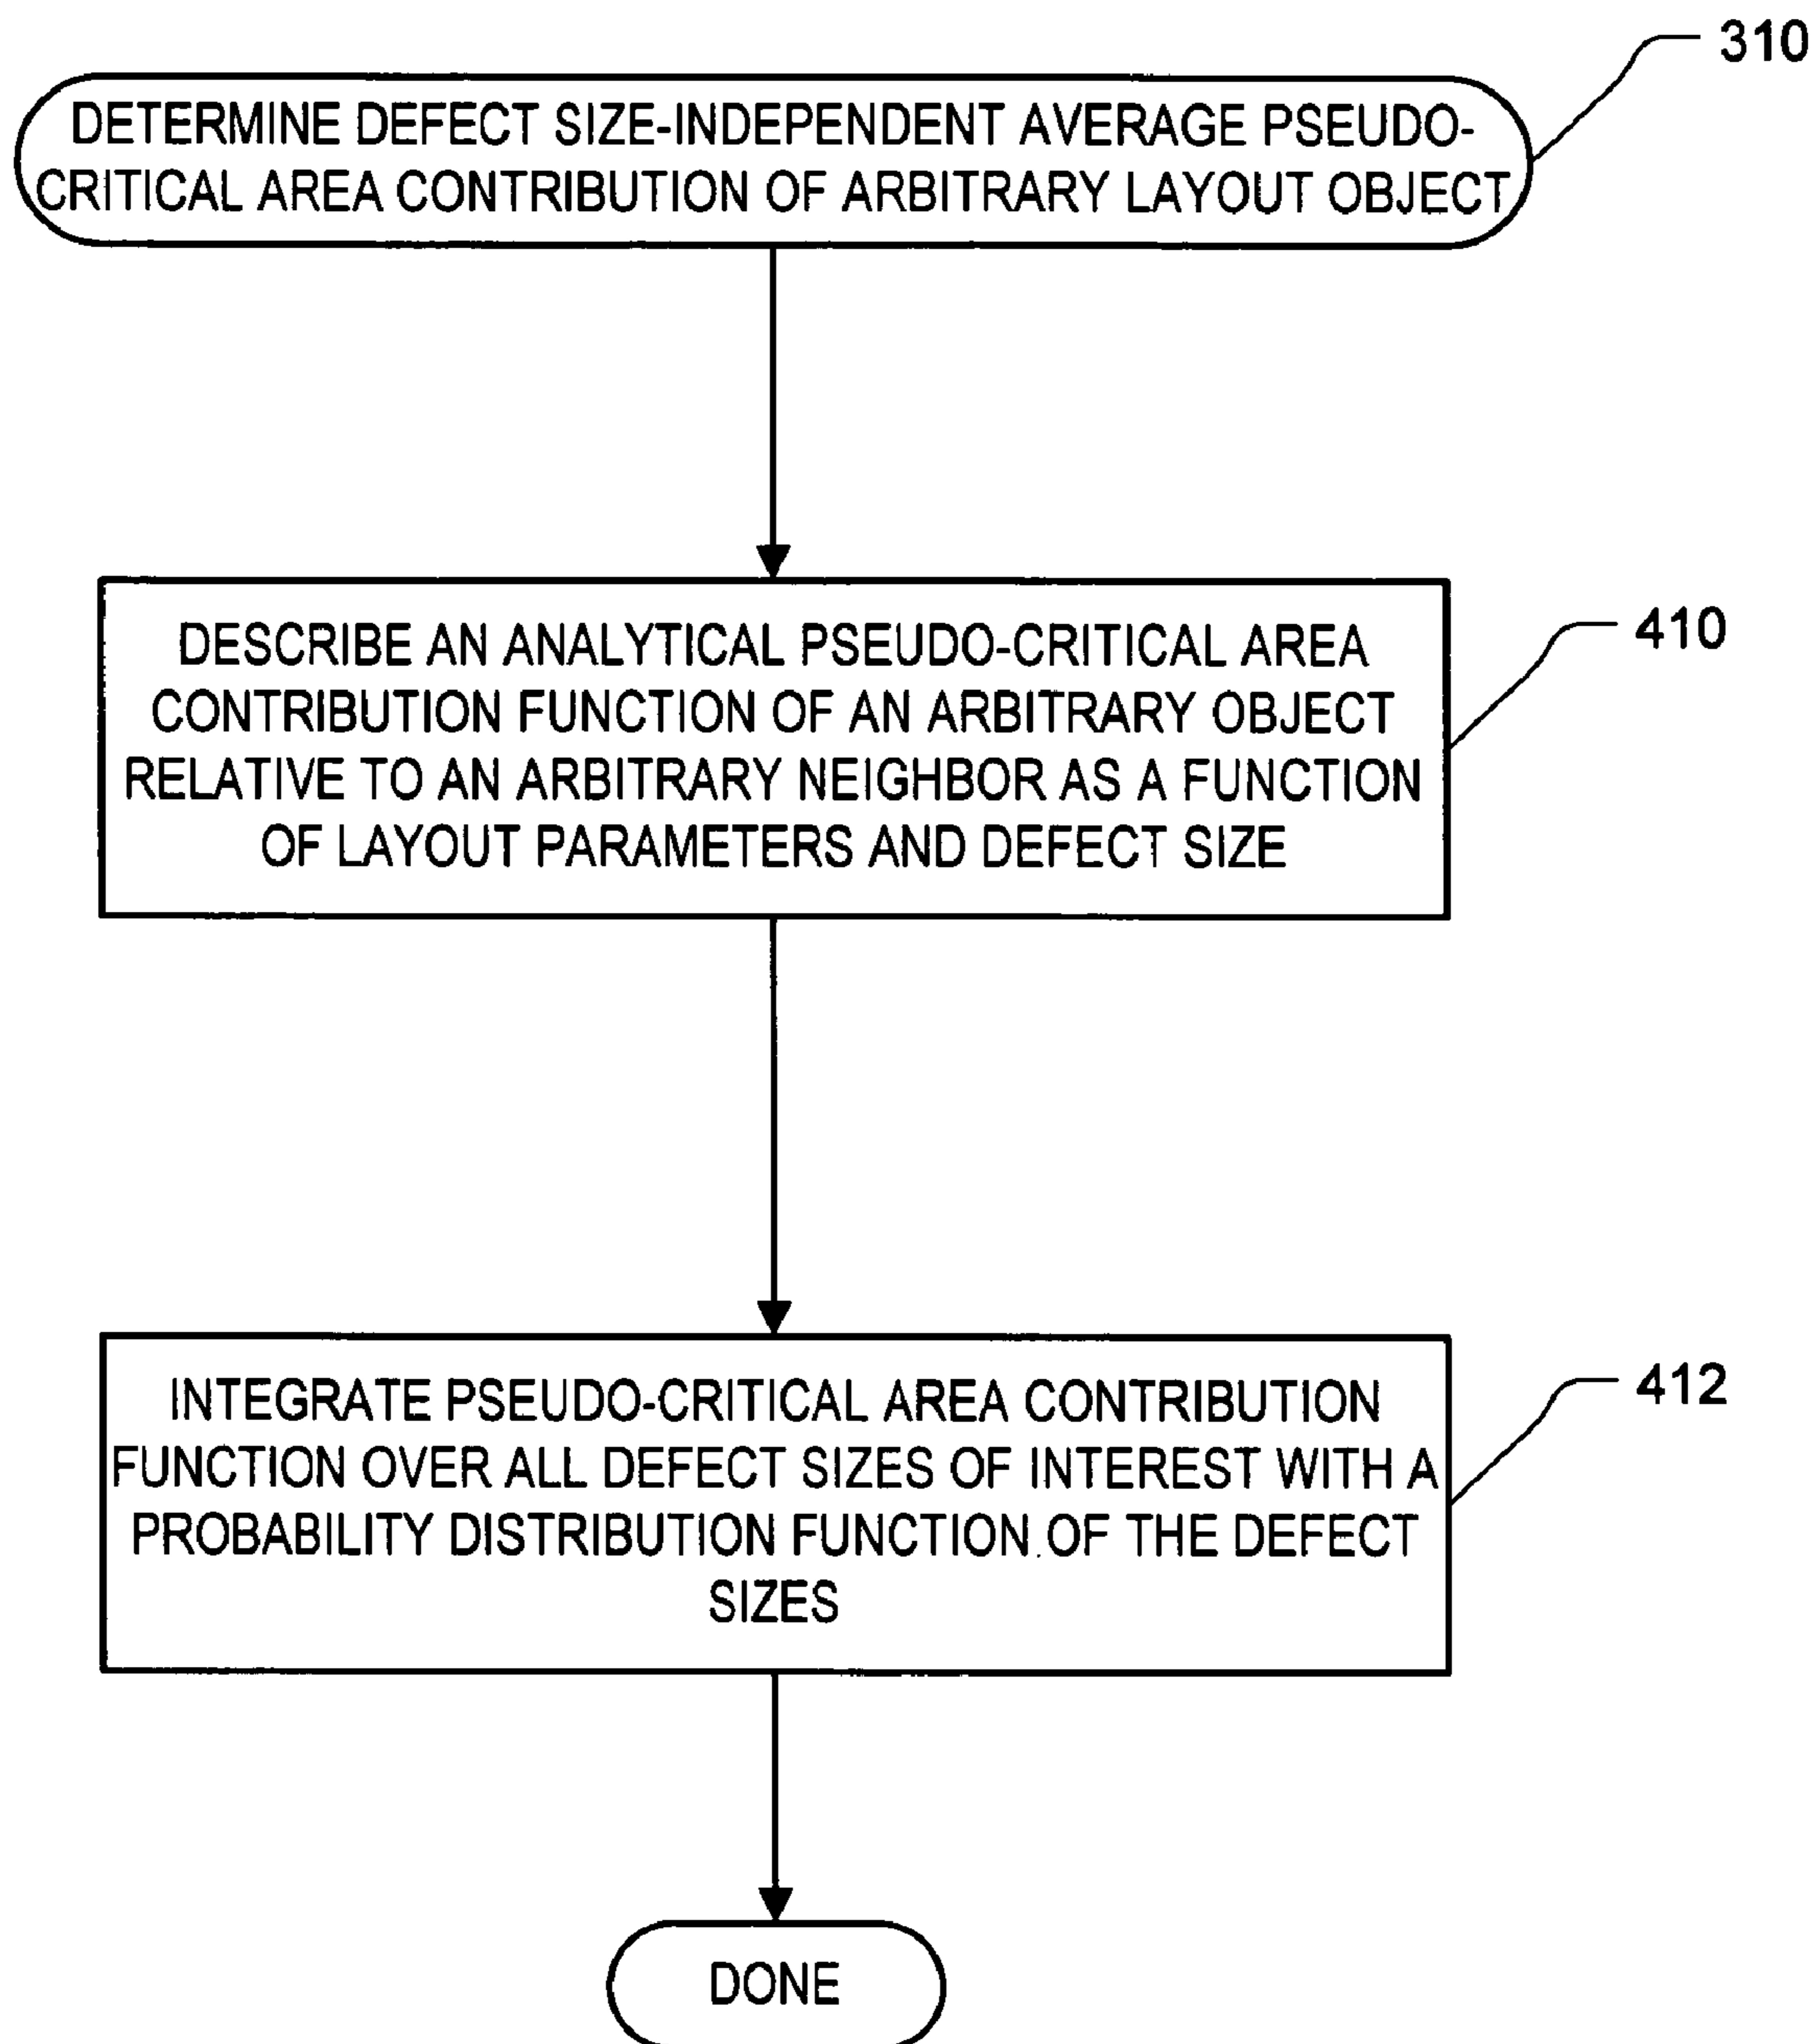 310
DETERMINE DEFECT SIZE-INDEPENDENT AVERAGE PSEUDO-
CRITICAL AREA CONTRIBUTION OF ARBITRARY LAYOUT OBJECT
DESCRIBE AN ANALYTICAL PSEUDO-CRITICAL AREA
CONTRIBUTION FUNCTION OF AN ARBITRARY OBJECT
RELATIVE TO AN ARBITRARY NEIGHBOR AS A FUNCTION
OF LAYOUT PARAMETERS AND DEFECT SIZE
410
INTEGRATE PSEUDO-CRITICAL AREA CONTRIBUTION
FUNCTION OVER ALL DEFECT SIZES OF INTEREST WITH A
PROBABILITY DISTRIBUTION FUNCTION OF THE DEFECT
SIZES
412
DONE